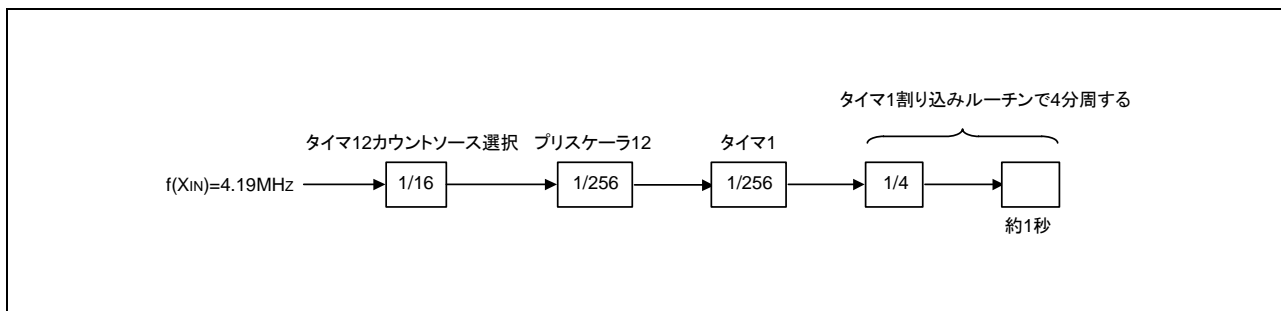 タイマ1割り込みルーチンで4分周する
タイマ12カウントソース選択 プリスケーラ12 タイマ1
f(XIN)=4.19MHZ 1/16 1/256 1/256 1/4
約1秒